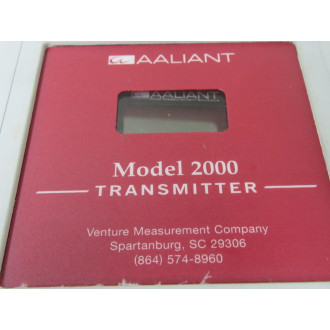 AALIANT
AALIANT
Model 2000
TRANSMITTER
Venture Measurement Company
Spartanburg, SC 29306
(864) 574-8960